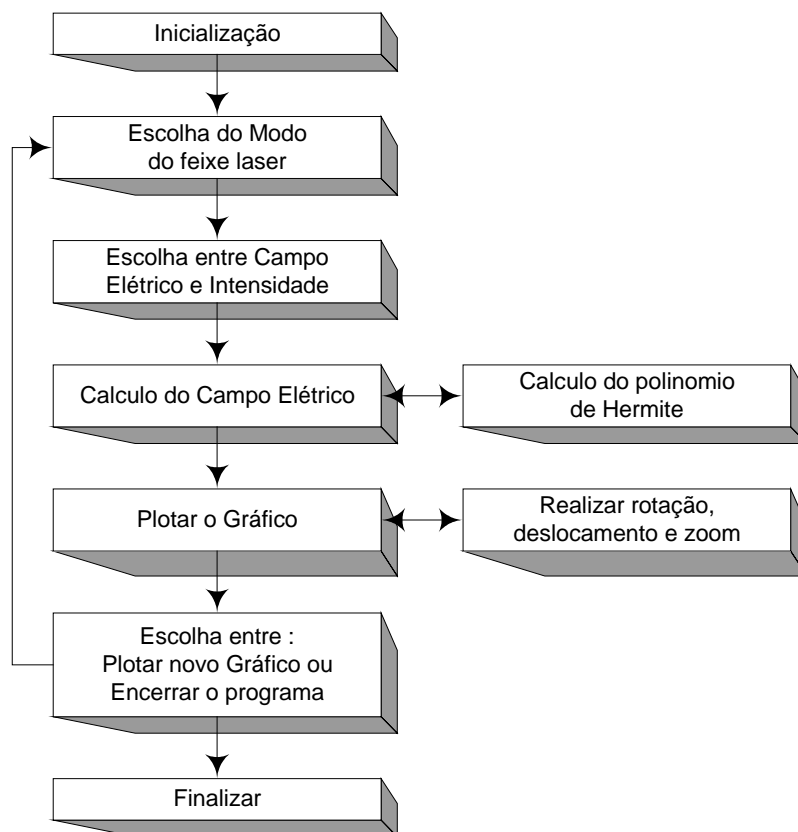 Inicialização
Escolha do Modo
do feixe laser
Escolha entre Campo
Elétrico e Intensidade
Calculo do Campo Elétrico
Calculo do polinomio
de Hermite
Plotar o Gráfico
Realizar rotação,
deslocamento e zoom
Escolha entre :
Plotar novo Gráfico ou
Encerrar o programa
Finalizar